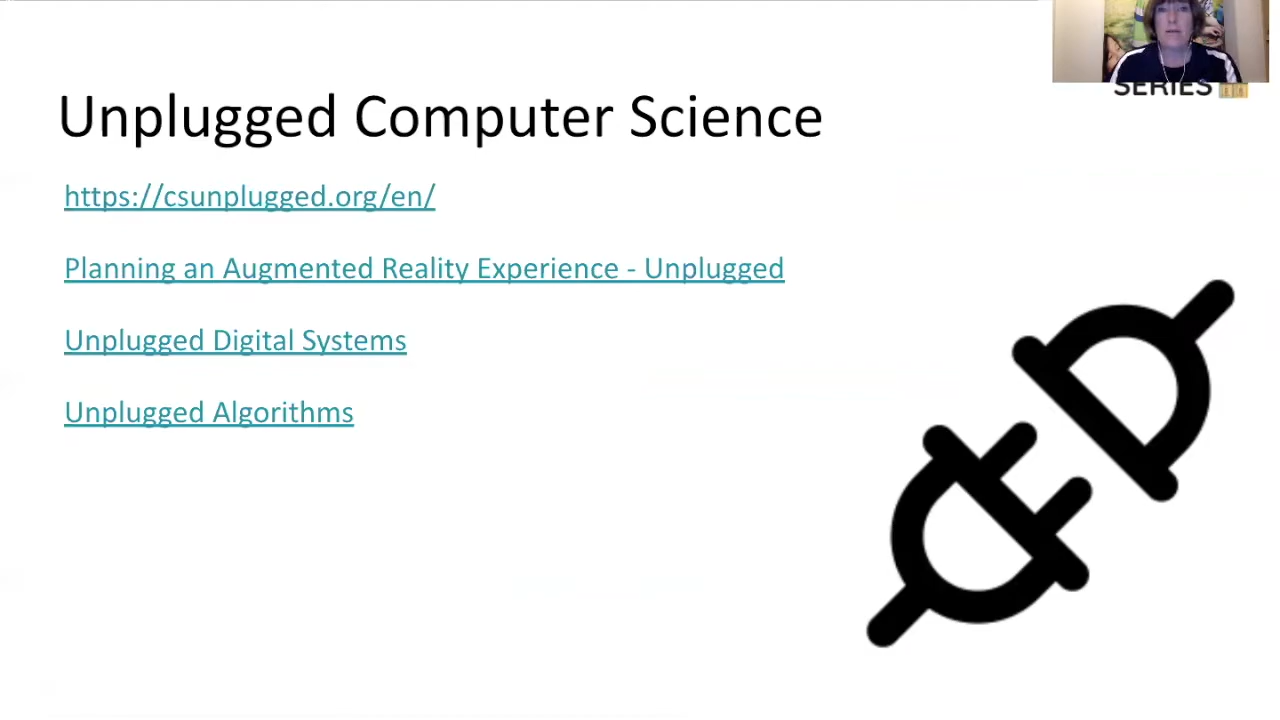 Unplugged Computer Science
SERIES
https://csunplugged.org/en/
Planning an Augmented Reality Experience - Unplugged
Unplugged Digital Systems
Unplugged Algorithms